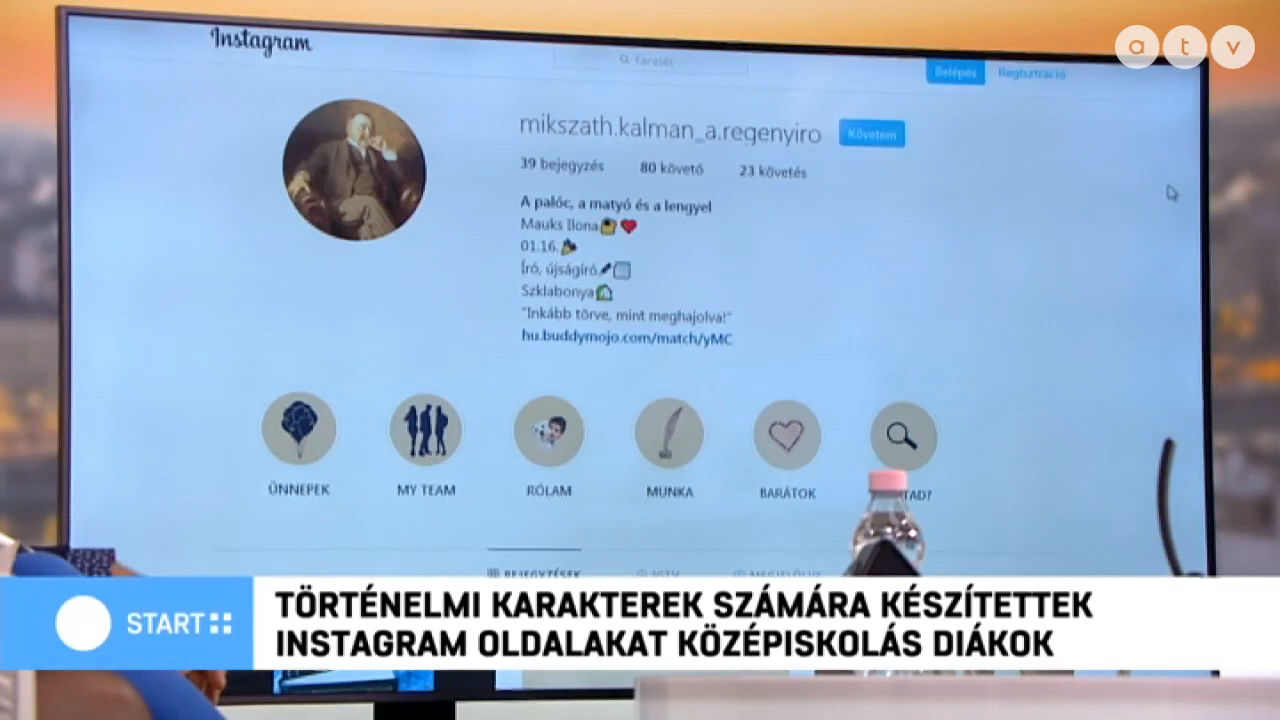 Instagram
Keresés
Belépés
Regisztráció
atv
mikszath.kalman_a.regenyiro
Követem
39 bejegyzés 80 követő 23 követés
A palóc, a matyó és a lengyel
Mauks Ilona
01.16.
Író, újságíró
Szklabonya
"Inkább törve, mint meghajolva!"
hu.buddymojo.com/match/yMC
ÜNNEPEK MY TEAM RÓLAM MUNKA BARÁTOK TAD?
BEJEGYZÉSEK IGTV
START
TÖRTÉNELMI KARAKTEREK SZÁMÁRA KÉSZÍTETTEK
INSTAGRAM OLDALAKAT KÖZÉPISKOLÁS DIÁKOK